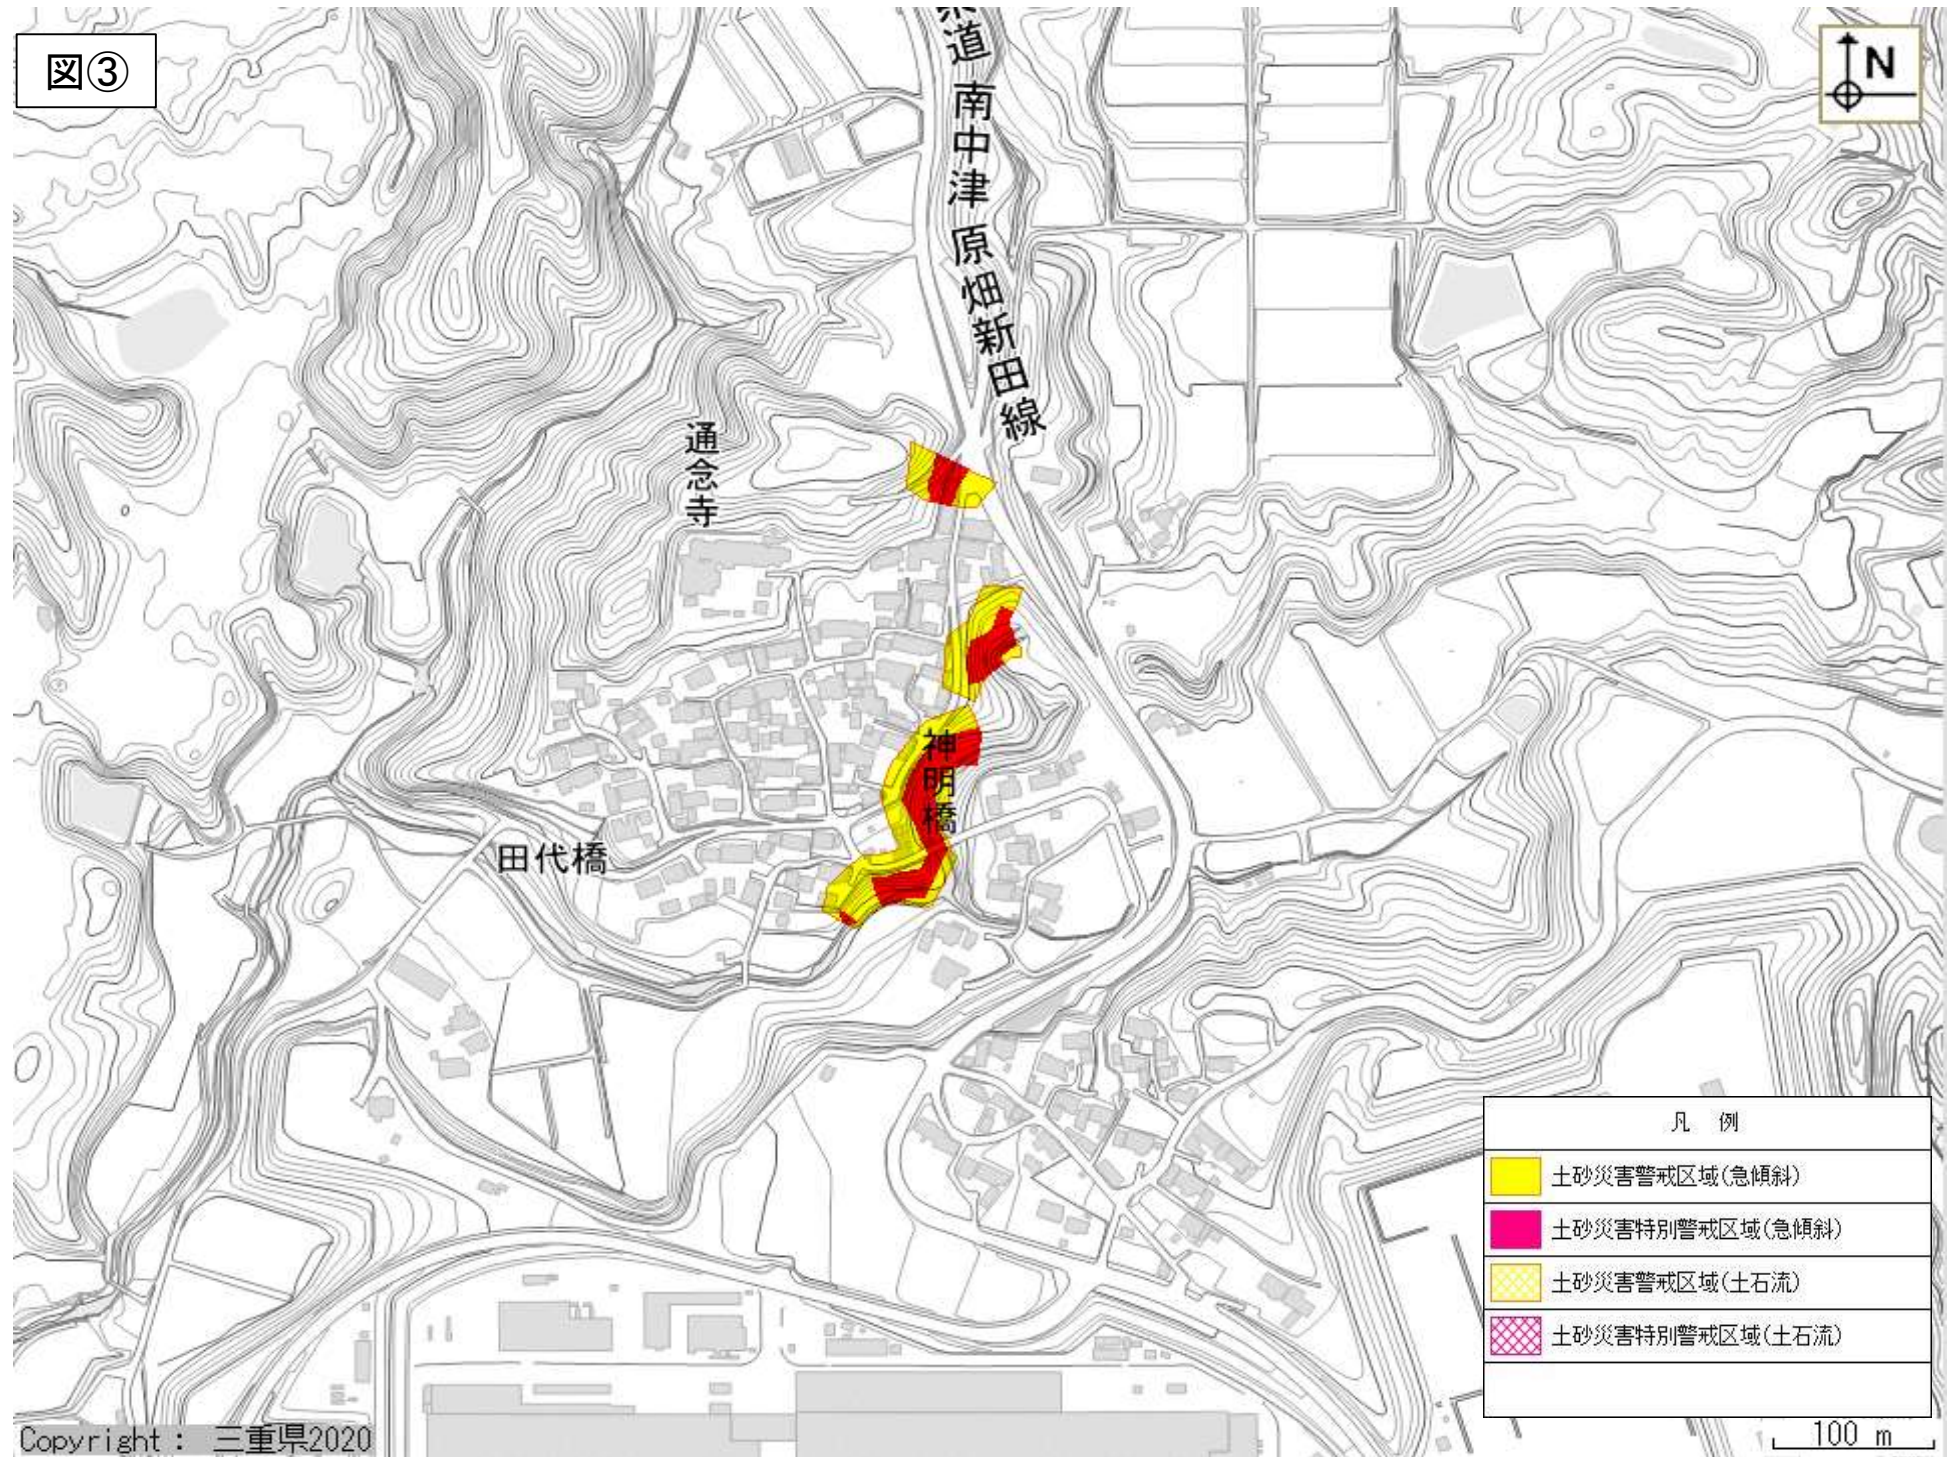 図③
N
道 南中津原畑新田線
通念寺
神明橋
田代橋
凡 例
土砂災害警戒区域(急傾斜)
土砂災害特別警戒区域(急傾斜)
土砂災害警戒区域(土石流)
土砂災害特別警戒区域(土石流)
Copyright : 三重県2020
100 m